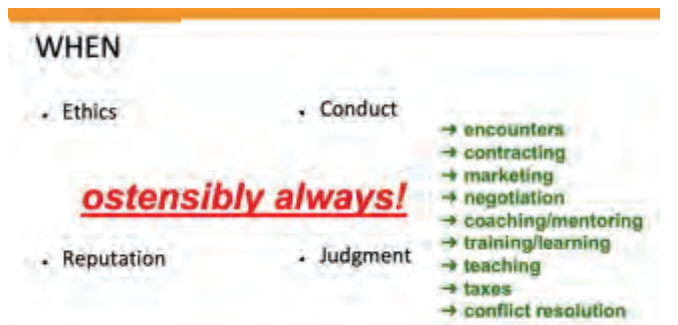 WHEN
• Ethics
• Conduct
ostensibly always!
• Reputation
• Judgment
→ encounters
→ contracting
→ marketing
→ negotiation
→ coaching/mentoring
→ training/learning
→ teaching
→ taxes
→ conflict resolution